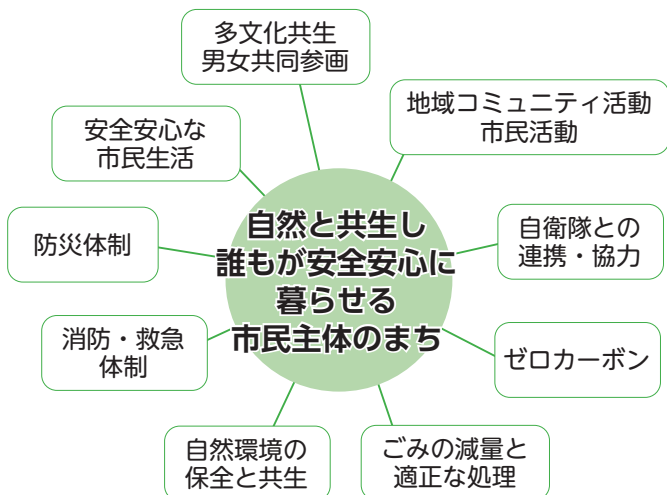 多文化共生
男女共同参画
地域コミュニティ活動
市民活動
安全安心な
市民生活
自衛隊との
連携・協力
防災体制
自然と共生し
誰もが安全安心に
暮らせる
市民主体のまち
消防・救急
体制
ゼロカーボン
自然環境の
保全と共生
ごみの減量と
適正な処理